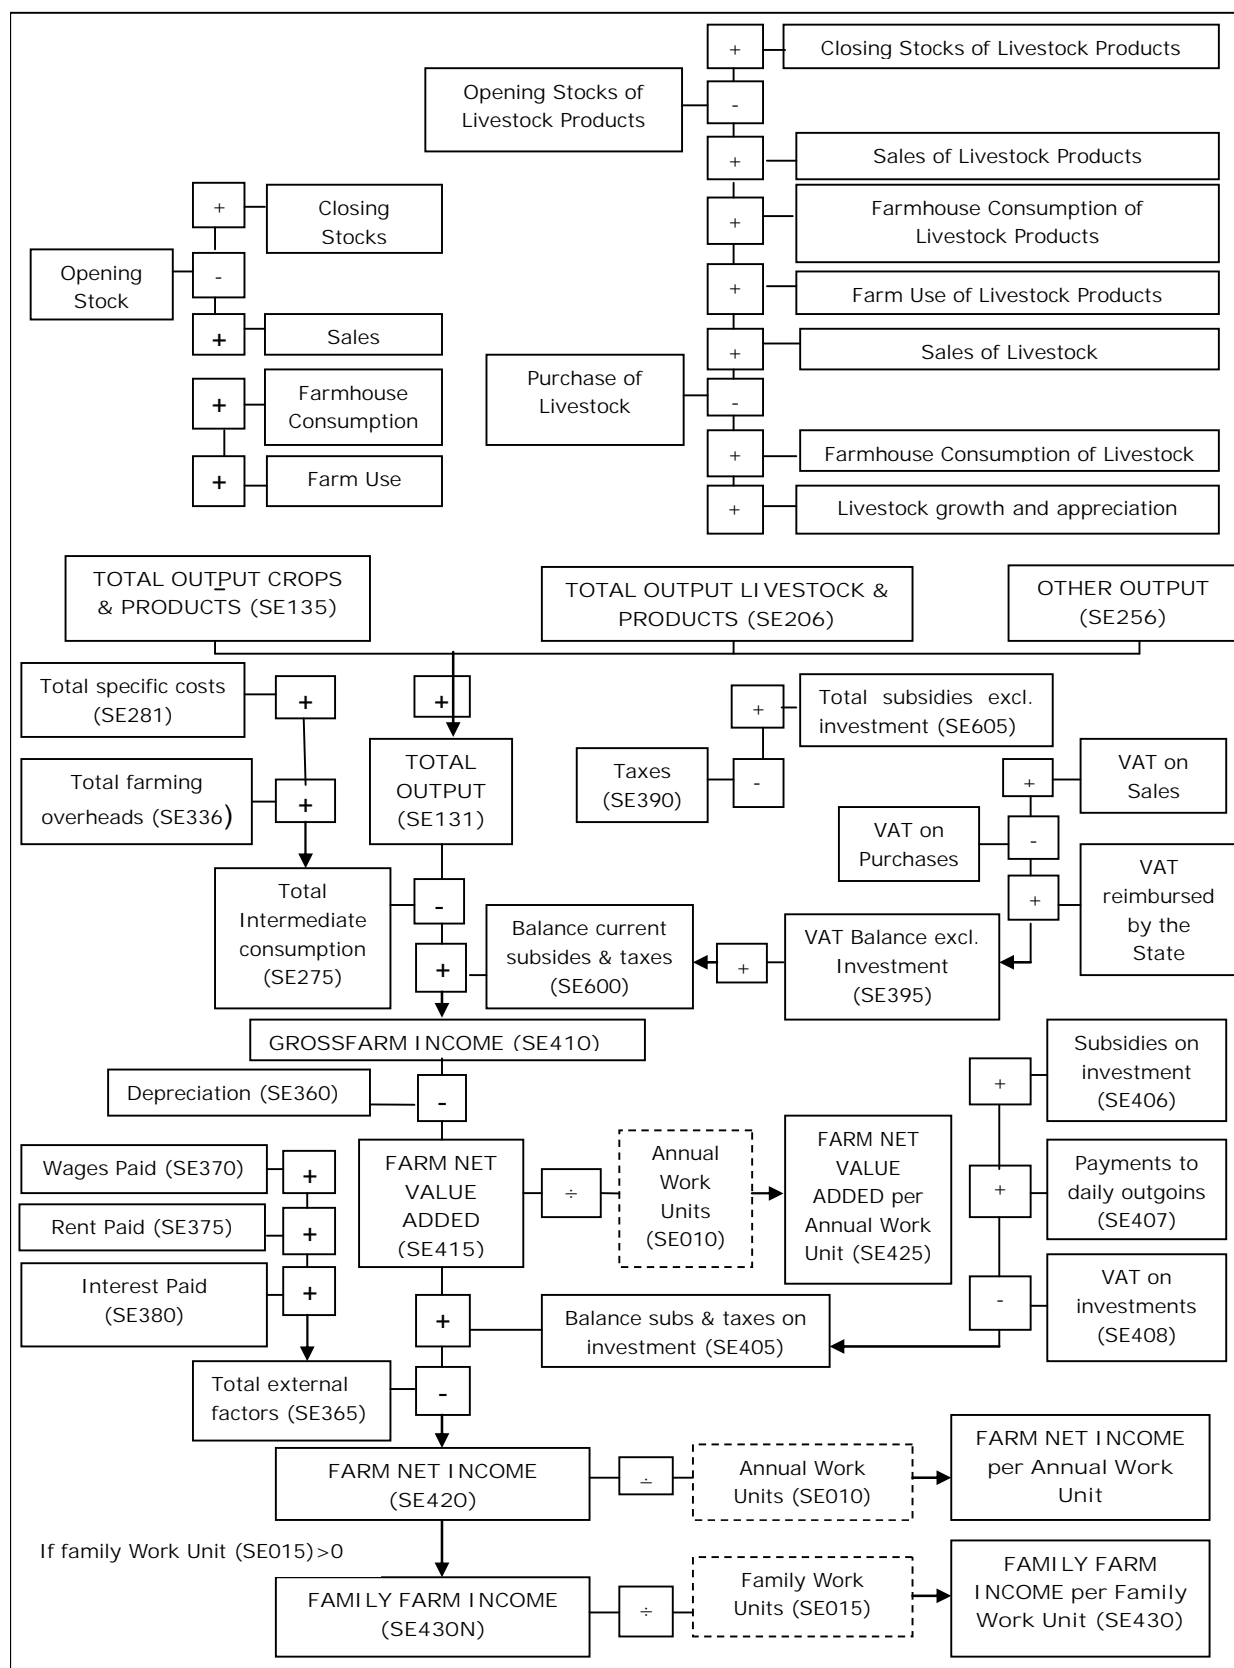 +
Closing Stocks of Livestock Products
Opening Stocks of
Livestock Products
-
+
Sales of Livestock Products
+
Farmhouse Consumption of
Livestock Products
+
Farm Use of Livestock Products
+
Sales of Livestock
Purchase of
Livestock
-
+
Farmhouse Consumption of Livestock
+
Livestock growth and appreciation
+
Closing
Stocks
Opening
Stock
-
+
Sales
+
Farmhouse
Consumption
+
Farm Use
TOTAL OUTPUT CROPS
& PRODUCTS (SE135)
TOTAL OUTPUT LIVESTOCK &
PRODUCTS (SE206)
OTHER OUTPUT
(SE256)
Total specific costs
(SE281)
+
+
+
Total subsidies excl.
investment (SE605)
Total farming
overheads (SE336)
+
TOTAL
OUTPUT
(SE131)
Taxes
(SE390)
-
+
VAT on
Sales
VAT on
Purchases
-
+
VAT
reimbursed
by the
State
Total
Intermediate
consumption
(SE275)
-
+
Balance current
subsides & taxes
(SE600)
+
VAT Balance excl.
Investment
(SE395)
GROSSFARM INCOME (SE410)
Depreciation (SE360)
-
+
Subsidies on
investment
(SE406)
Wages Paid (SE370)
+
FARM NET
VALUE
ADDED
(SE415)
÷
Annual
Work
Units
(SE010)
FARM NET
VALUE
ADDED per
Annual Work
Unit (SE425)
+
Payments to
daily outgoins
(SE407)
Rent Paid (SE375)
+
Interest Paid
(SE380)
+
+
Balance subs & taxes on
investment (SE405)
-
VAT on
investments
(SE408)
Total external
factors (SE365)
-
FARM NET INCOME
(SE420)
÷
Annual Work
Units (SE010)
FARM NET INCOME
per Annual Work
Unit
If family Work Unit (SE015)>0
FAMILY FARM INCOME
(SE430N)
÷
Family Work
Units (SE015)
FAMILY FARM
INCOME per Family
Work Unit (SE430)